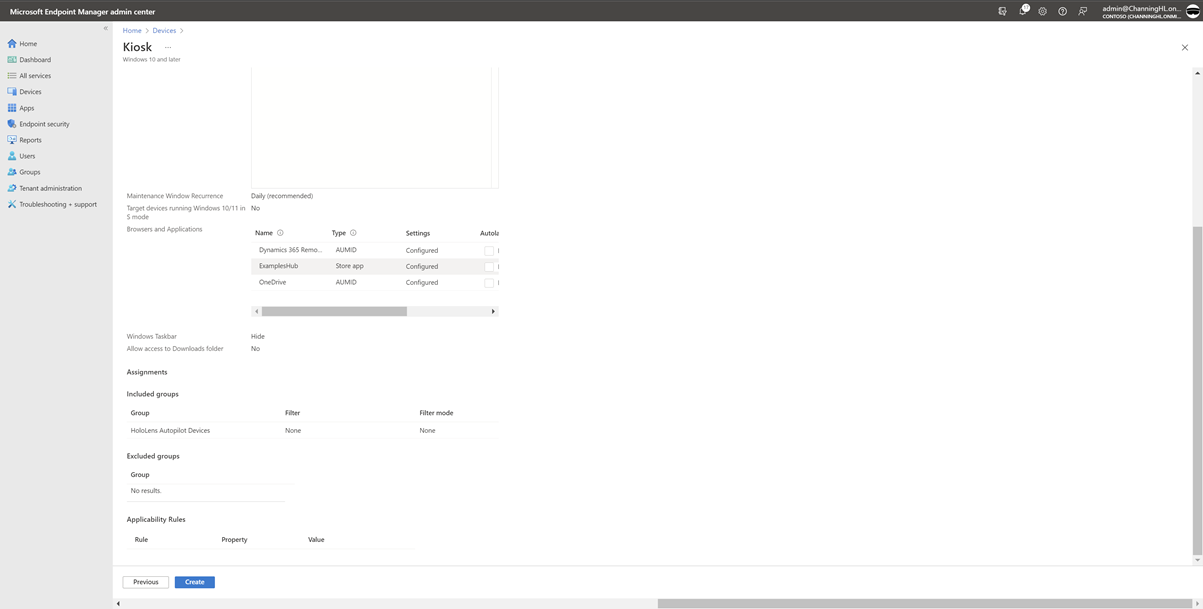 Microsoft Endpoint Manager admin center
17
admin@ChanningHL.on...
CONTOSO (CHANNINGHL.ONMI...
«
Home
Dashboard
All services
Devices
Apps
Endpoint security
Reports
Users
Groups
Tenant administration
Troubleshooting + support
Home > Devices >
Kiosk ...
Windows 10 and later
Maintenance Window Recurrence Daily (recommended)
Target devices running Windows 10/11 in No
S mode
Browsers and Applications
Name Type Settings Autola
Dynamics 365 Remo... AUMID Configured
ExamplesHub Store app Configured
OneDrive AUMID Configured
Windows Taskbar Hide
Allow access to Downloads folder No
Assignments
Included groups
Group Filter Filter mode
HoloLens Autopilot Devices None None
Excluded groups
Group
No results.
Applicability Rules
Rule Property Value
Previous Create